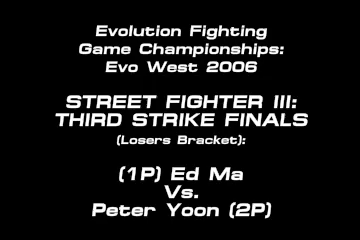 Evolution Fighting
Game Championships:
Evo West 2006
STREET FIGHTER III:
THIRD STRIKE FINALS
(Losers Bracket):
(1P) Ed Ma
Vs.
Peter Yoon (2P)